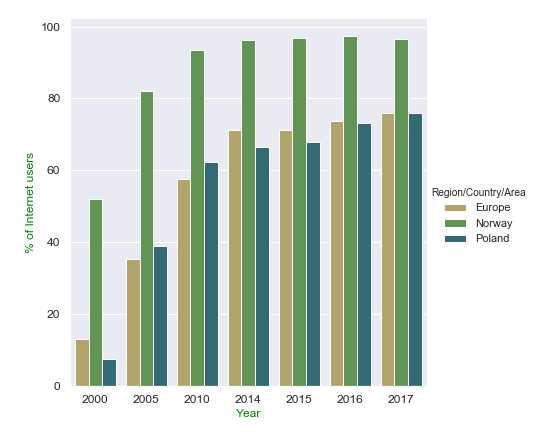 100
80
60
40
20
0
% of Internet users
2000 2005 2010 2014 2015 2016 2017
Year
Region/Country/Area
Europe
Norway
Poland